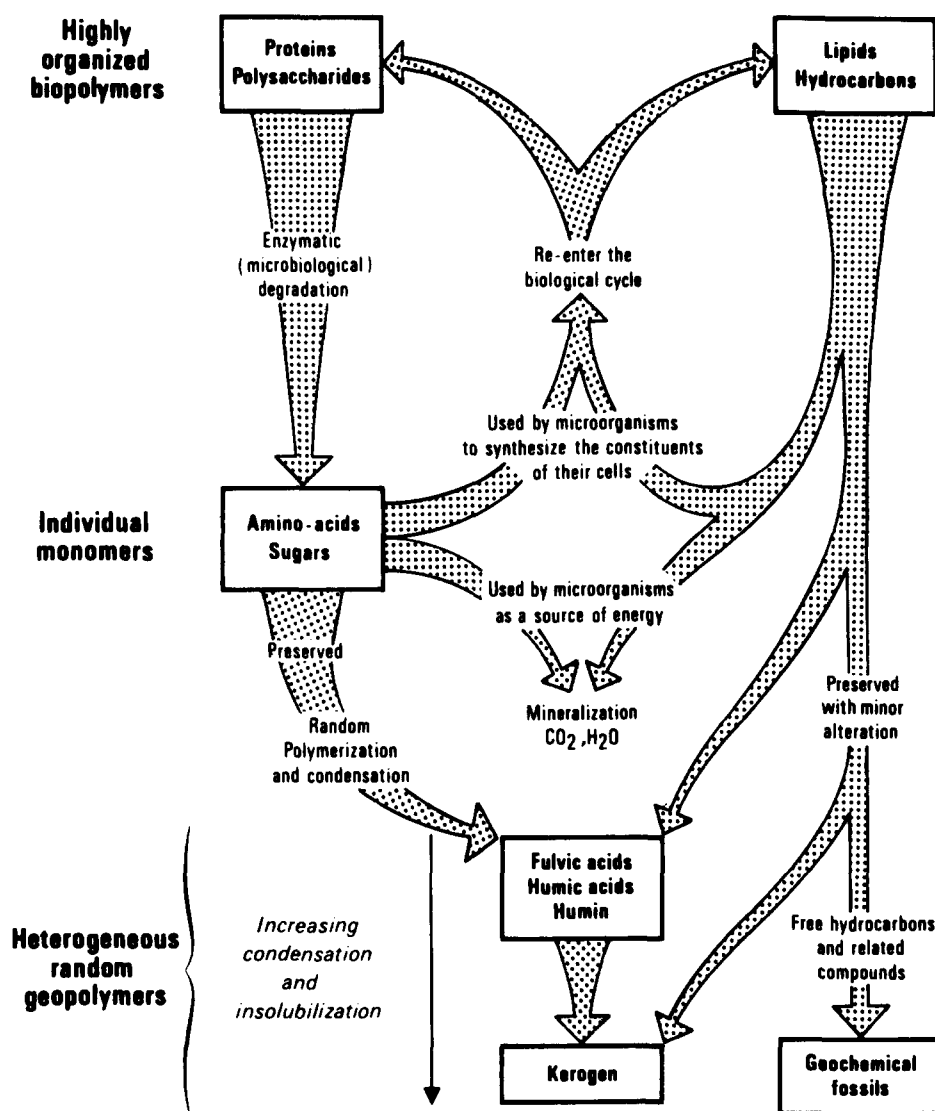 Highly
organized
biopolymers
Proteins
Polysaccharides
Lipids
Hydrocarbons
Enzymatic
(microbiological)
degradation
Re-enter the
biological cycle
Used by microorganisms
to synthesize the constituents
of their cells
Individual
monomers
Amino-acids
Sugars
Used by microorganisms
as a source of energy
Preserved
Mineralization
CO2,H2O
Preserved
with minor
alteration
Random
Polymerization
and condensation
Heterogeneous
random
geopolymers
Increasing
condensation
and
insolubilization
Fulvic acids
Humic acids
Humin
Free hydrocarbons
and related
compounds
Kerogen
Geochemical
fossils